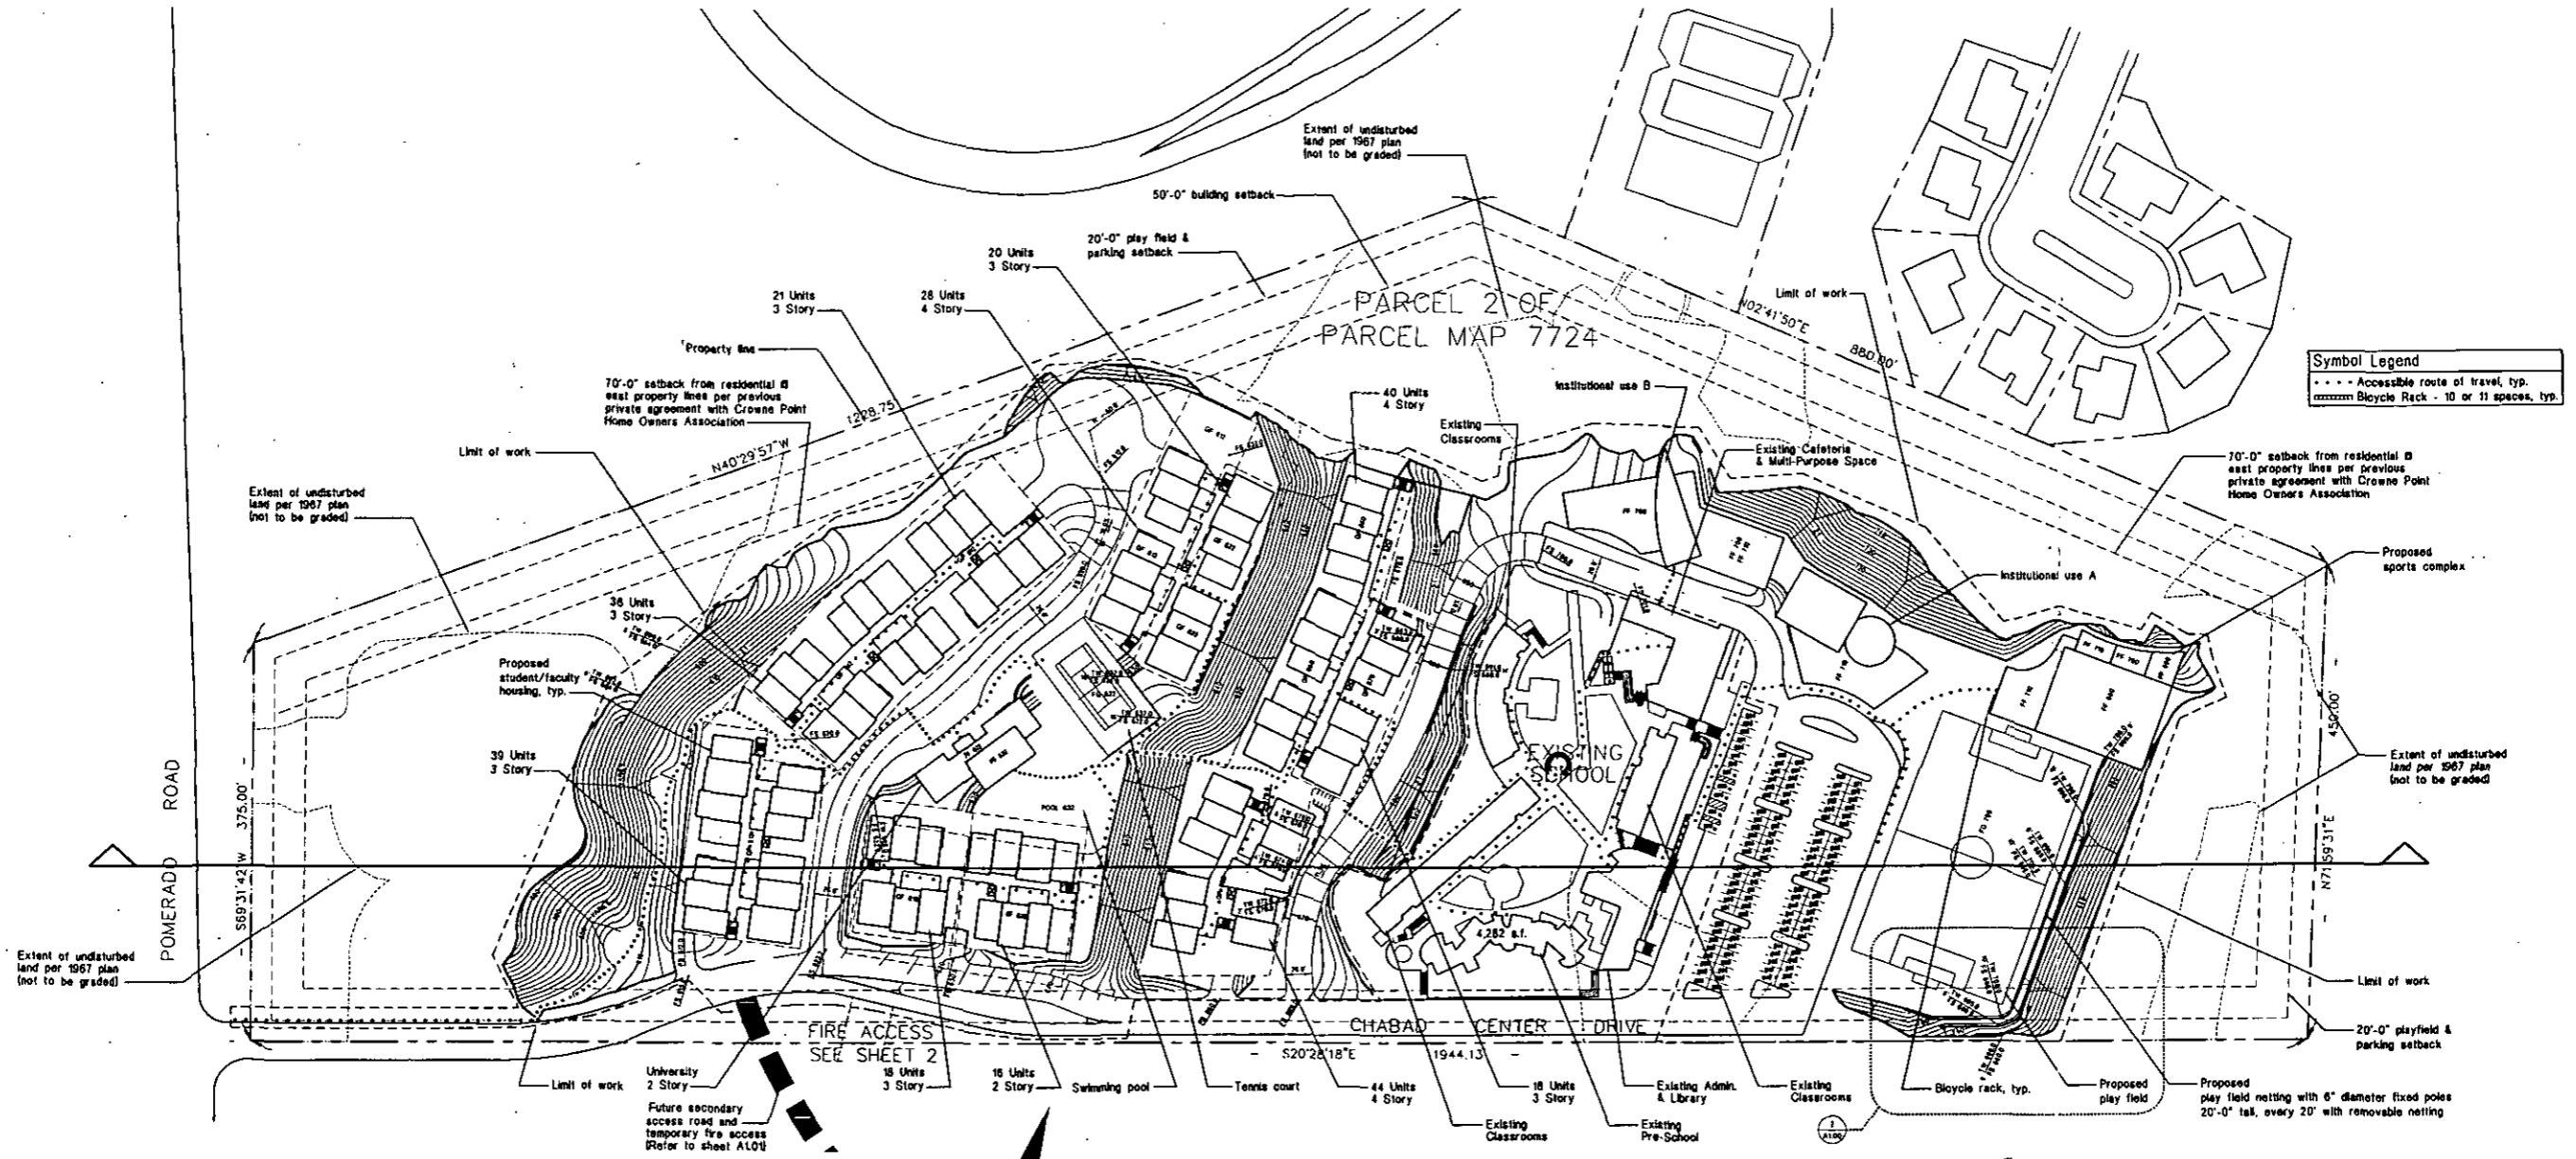 Extent of undisturbed
land per 1967 plan
(not to be graded)
50'-0" building setback
20'-0" play field &
parking setback
20 Units
3 Story
28 Units
4 Story
21 Units
3 Story
Property line
70'-0" setback from residential @
east property lines per previous
private agreement with Crowne Point
Home Owners Association
Limit of work
Extent of undisturbed
land per 1967 plan
(not to be graded)
N40°29'57"W
1228.75
PARCEL 2 OF
PARCEL MAP 7724
N02°41'50"E
880.00'
Limit of work
Symbol Legend
Accessible route of travel, typ.
Bicycle Rack - 10 or 11 spaces, typ.
40 Units
4 Story
Institutional use B
Existing
Classrooms
Existing Cafeteria
& Multi-Purpose Space
70'-0" setback from residential @
east property lines per previous
private agreement with Crowne Point
Home Owners Association
Proposed
sports complex
Institutional use A
36 Units
3 Story
Proposed
student/faculty
housing, typ.
39 Units
3 Story
POMERADO ROAD
S69°31'42"W 375.00'
EXISTING
SCHOOL
POOL 632
4,282 s.f.
450.00'
N71°59'31"E
Extent of undisturbed
land per 1967 plan
(not to be graded)
Extent of undisturbed
land per 1967 plan
(not to be graded)
Limit of work
20'-0" playfield &
parking setback
FIRE ACCESS
SEE SHEET 2
CHABAD CENTER DRIVE
S20°28'18"E 1944.13'
Limit of work
University
2 Story
Future secondary
access road and
temporary fire access
(Refer to sheet A1.01)
18 Units
3 Story
16 Units
2 Story
Swimming pool
Tennis court
44 Units
4 Story
Existing
Classrooms
18 Units
3 Story
Existing
Pre-School
Existing Admin.
& Library
Existing
Classrooms
Bicycle rack, typ.
Proposed
play field
Proposed
play field netting with 6" diameter fixed poles
20'-0" tall, every 20' with removable netting
A1.00